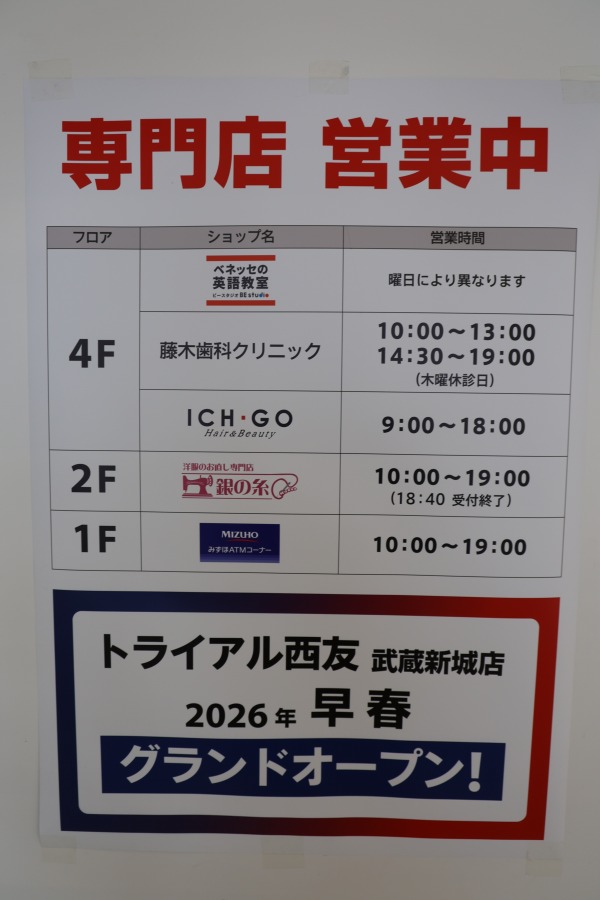 専門店 営業中
フロア ショップ名 営業時間
4F
ベネッセの
英語教室
ビースタジオ BE studio
曜日により異なります
藤木歯科クリニック
10:00～13:00
14:30～19:00
(木曜休診日)
ICH・GO
Hair&Beauty
9:00～18:00
2F
洋服のお直し専門店
銀の糸
10:00～19:00
(18:40 受付終了)
1F
MIZUHO
みずほATMコーナー
10:00～19:00
トライアル西友 武蔵新城店
2026年 早春
グランドオープン!